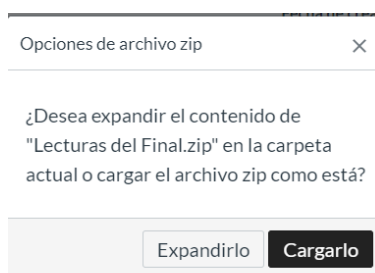 Opciones de archivo zip
¿Desea expandir el contenido de
"Lecturas del Final.zip" en la carpeta
actual o cargar el archivo zip como está?
Expandirlo Cargarlo